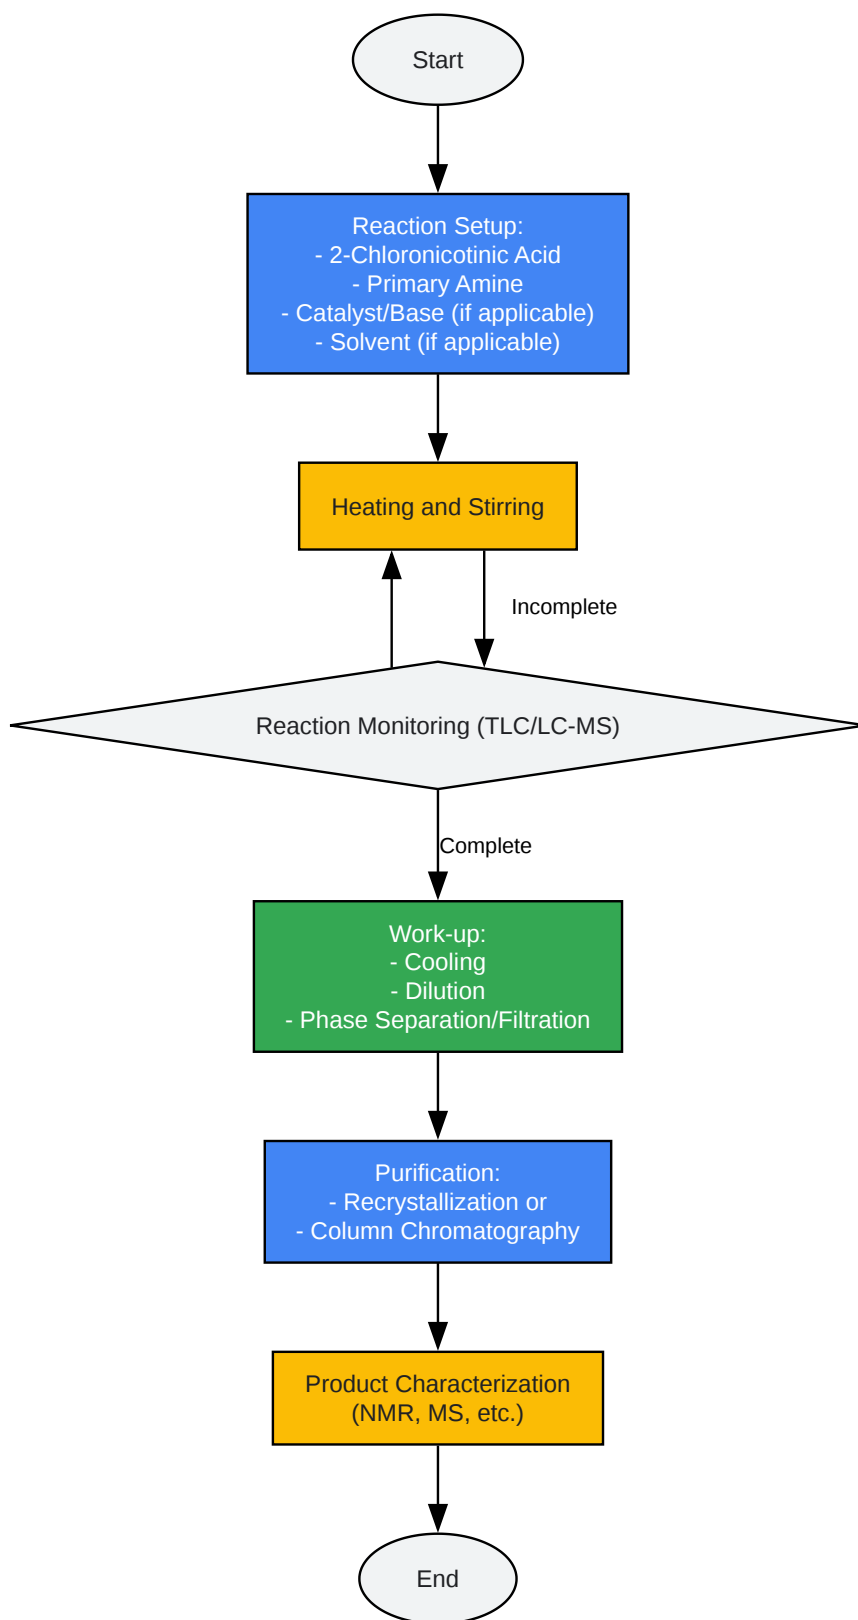 Start
Reaction Setup:
- 2-Chloronicotinic Acid
- Primary Amine
- Catalyst/Base (if applicable)
- Solvent (if applicable)
Heating and Stirring
Incomplete
Reaction Monitoring (TLC/LC-MS)
Complete
Work-up:
- Cooling
- Dilution
- Phase Separation/Filtration
Purification:
- Recrystallization or
- Column Chromatography
Product Characterization
(NMR, MS, etc.)
End